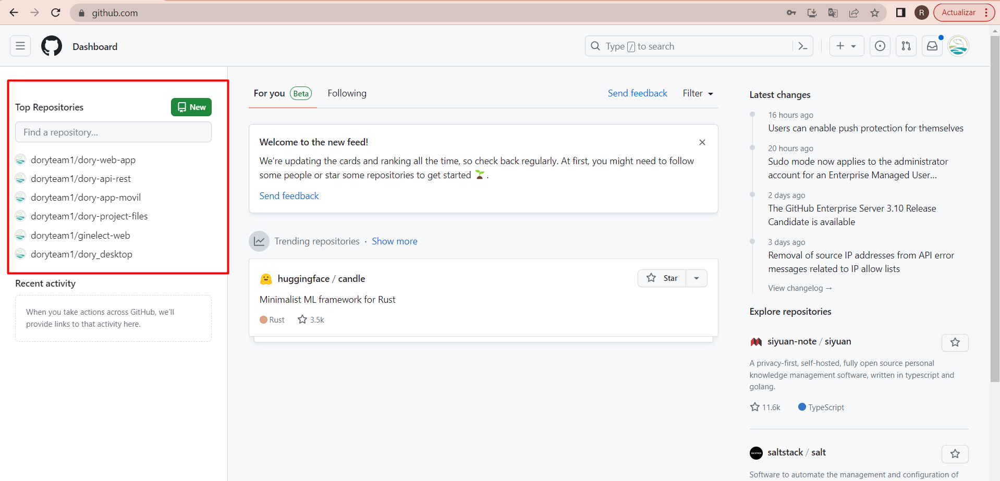 github.com
R
Actualizar
Dashboard
Type / to search
Top Repositories
New
Find a repository...
doryteam1/dory-web-app
doryteam1/dory-api-rest
doryteam1/dory-app-movil
doryteam1/dory-project-files
doryteam1/ginelect-web
doryteam1/dory_desktop
Recent activity
When you take actions across GitHub, we'll
provide links to that activity here.
For you Beta
Following
Send feedback
Filter
Welcome to the new feed!
We're updating the cards and ranking all the time, so check back regularly. At first, you might need to follow
some people or star some repositories to get started 🌱 .
Send feedback
Trending repositories · Show more
huggingface / candle
Star
Minimalist ML framework for Rust
Rust
3.5k
Latest changes
16 hours ago
Users can enable push protection for themselves
20 hours ago
Sudo mode now applies to the administrator
account for an Enterprise Managed User...
2 days ago
The GitHub Enterprise Server 3.10 Release
Candidate is available
3 days ago
Removal of source IP addresses from API error
messages related to IP allow lists
View changelog →
Explore repositories
siyuan-note / siyuan
A privacy-first, self-hosted, fully open source personal
knowledge management software, written in typescript and
golang.
11.6k
TypeScript
saltstack / salt
Software to automate the management and configuration of